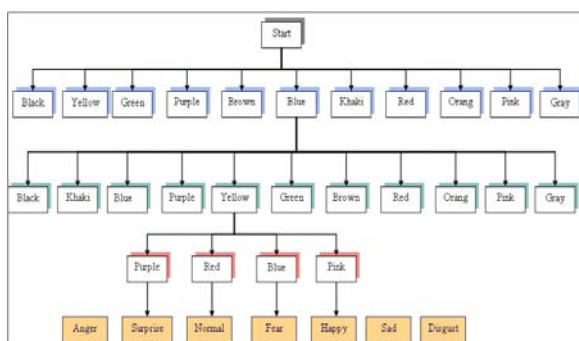 Start
Black Yellow Green Purple Brown Blue Khaki Red Orang Pink Gray
Black Khaki Blue Purple Yellow Green Brown Red Orang Pink Gray
Purple Red Blue Pink
Anger Surprise Normal Fear Happy Sad Disgust